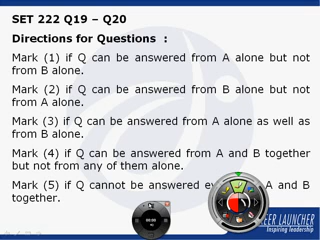 SET 222 Q19 – Q20
Directions for Questions :
Mark (1) if Q can be answered from A alone but not
from B alone.
Mark (2) if Q can be answered from B alone but not
from A alone.
Mark (3) if Q can be answered from A alone as well as
from B alone.
Mark (4) if Q can be answered from A and B together
but not from any of them alone.
Mark (5) if Q cannot be answered A and B
together.
LAUNCHER
Inspiring leadership